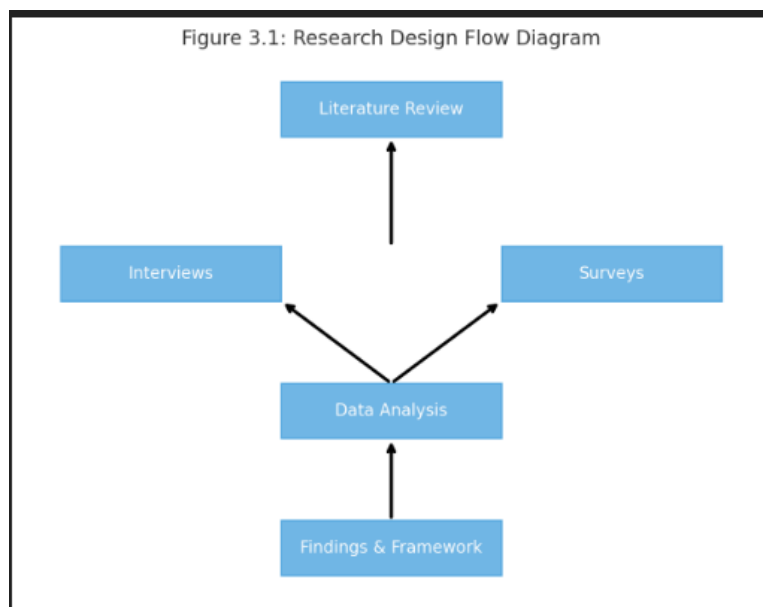 Figure 3.1: Research Design Flow Diagram
Literature Review
Interviews
Surveys
Data Analysis
Findings & Framework